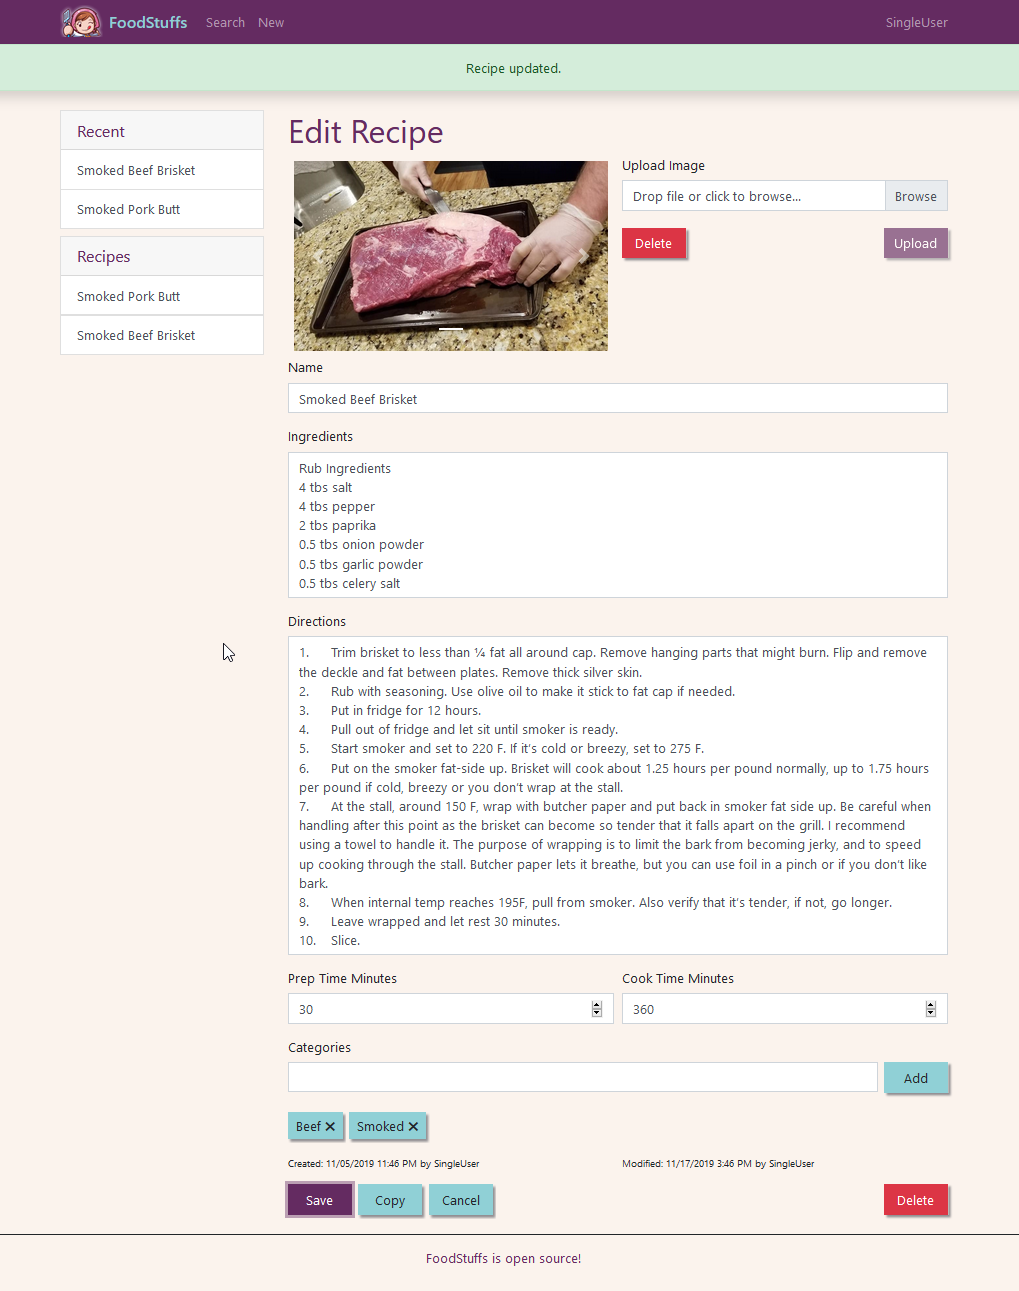 FoodStuffs Search New SingleUser
Recipe updated.
Recent
Smoked Beef Brisket
Smoked Pork Butt
Recipes
Smoked Pork Butt
Smoked Beef Brisket
Edit Recipe
Upload Image
Drop file or click to browse... Browse
Delete Upload
Name
Smoked Beef Brisket
Ingredients
Rub Ingredients
4 tbs salt
4 tbs pepper
2 tbs paprika
0.5 tbs onion powder
0.5 tbs garlic powder
0.5 tbs celery salt
Directions
1. Trim brisket to less than ¼ fat all around cap. Remove hanging parts that might burn. Flip and remove
the deckle and fat between plates. Remove thick silver skin.
2. Rub with seasoning. Use olive oil to make it stick to fat cap if needed.
3. Put in fridge for 12 hours.
4. Pull out of fridge and let sit until smoker is ready.
5. Start smoker and set to 220 F. If it's cold or breezy, set to 275 F.
6. Put on the smoker fat-side up. Brisket will cook about 1.25 hours per pound normally, up to 1.75 hours
per pound if cold, breezy or you don't wrap at the stall.
7. At the stall, around 150 F, wrap with butcher paper and put back in smoker fat side up. Be careful when
handling after this point as the brisket can become so tender that it falls apart on the grill. I recommend
using a towel to handle it. The purpose of wrapping is to limit the bark from becoming jerky, and to speed
up cooking through the stall. Butcher paper lets it breathe, but you can use foil in a pinch or if you don't like
bark.
8. When internal temp reaches 195F, pull from smoker. Also verify that it's tender, if not, go longer.
9. Leave wrapped and let rest 30 minutes.
10. Slice.
Prep Time Minutes Cook Time Minutes
30 360
Categories
Add
Beef ✕ Smoked ✕
Created: 11/05/2019 11:46 PM by SingleUser Modified: 11/17/2019 3:46 PM by SingleUser
Save Copy Cancel Delete
FoodStuffs is open source!